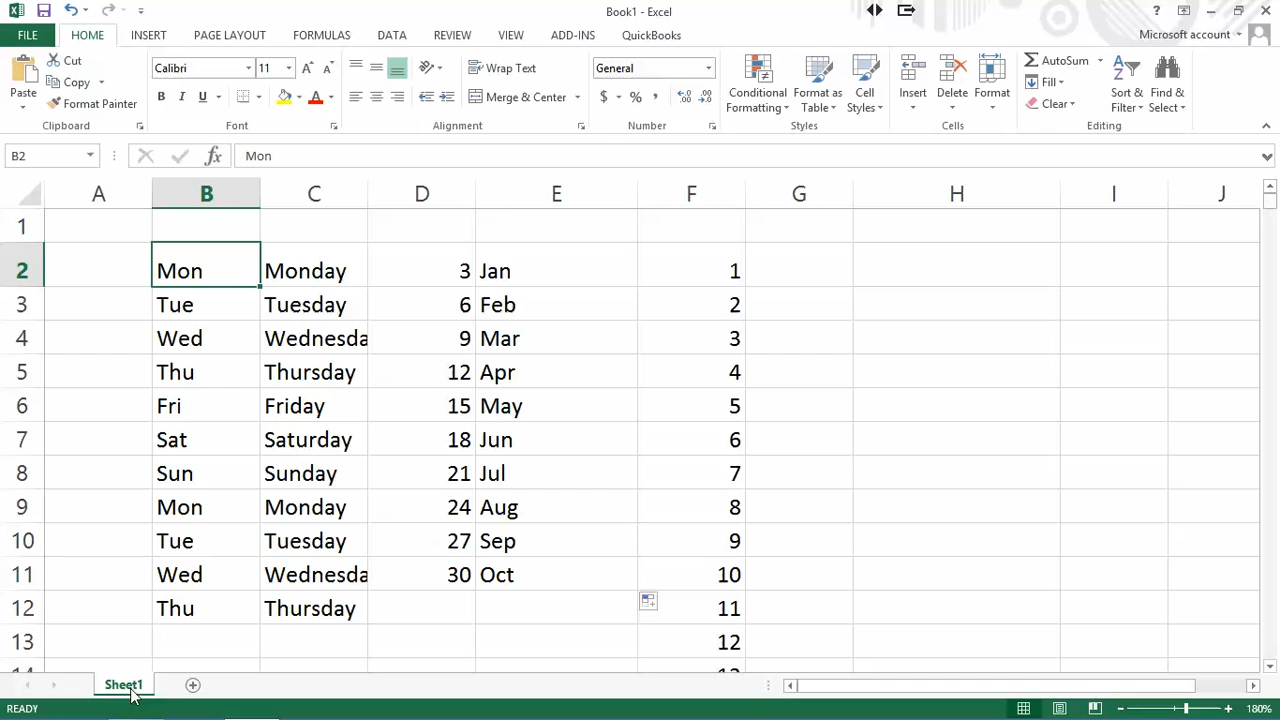 Book1 - Excel
?
FILE HOME INSERT PAGE LAYOUT FORMULAS DATA REVIEW VIEW ADD-INS QuickBooks Microsoft account
Paste
Cut
Copy
Format Painter
Clipboard
Calibri 11
B I U
Font
Wrap Text
Merge & Center
Alignment
General
$ % ,
Number
Conditional Formatting
Format as Table
Cell Styles
Styles
Insert
Delete
Format
Cells
AutoSum
Fill
Clear
Sort & Filter
Find & Select
Editing
B2 fx Mon
A B C D E F G H I J
1
2 Mon Monday 3 Jan 1
3 Tue Tuesday 6 Feb 2
4 Wed Wednesda 9 Mar 3
5 Thu Thursday 12 Apr 4
6 Fri Friday 15 May 5
7 Sat Saturday 18 Jun 6
8 Sun Sunday 21 Jul 7
9 Mon Monday 24 Aug 8
10 Tue Tuesday 27 Sep 9
11 Wed Wednesda 30 Oct 10
12 Thu Thursday 11
13 12
Sheet1
READY 180%